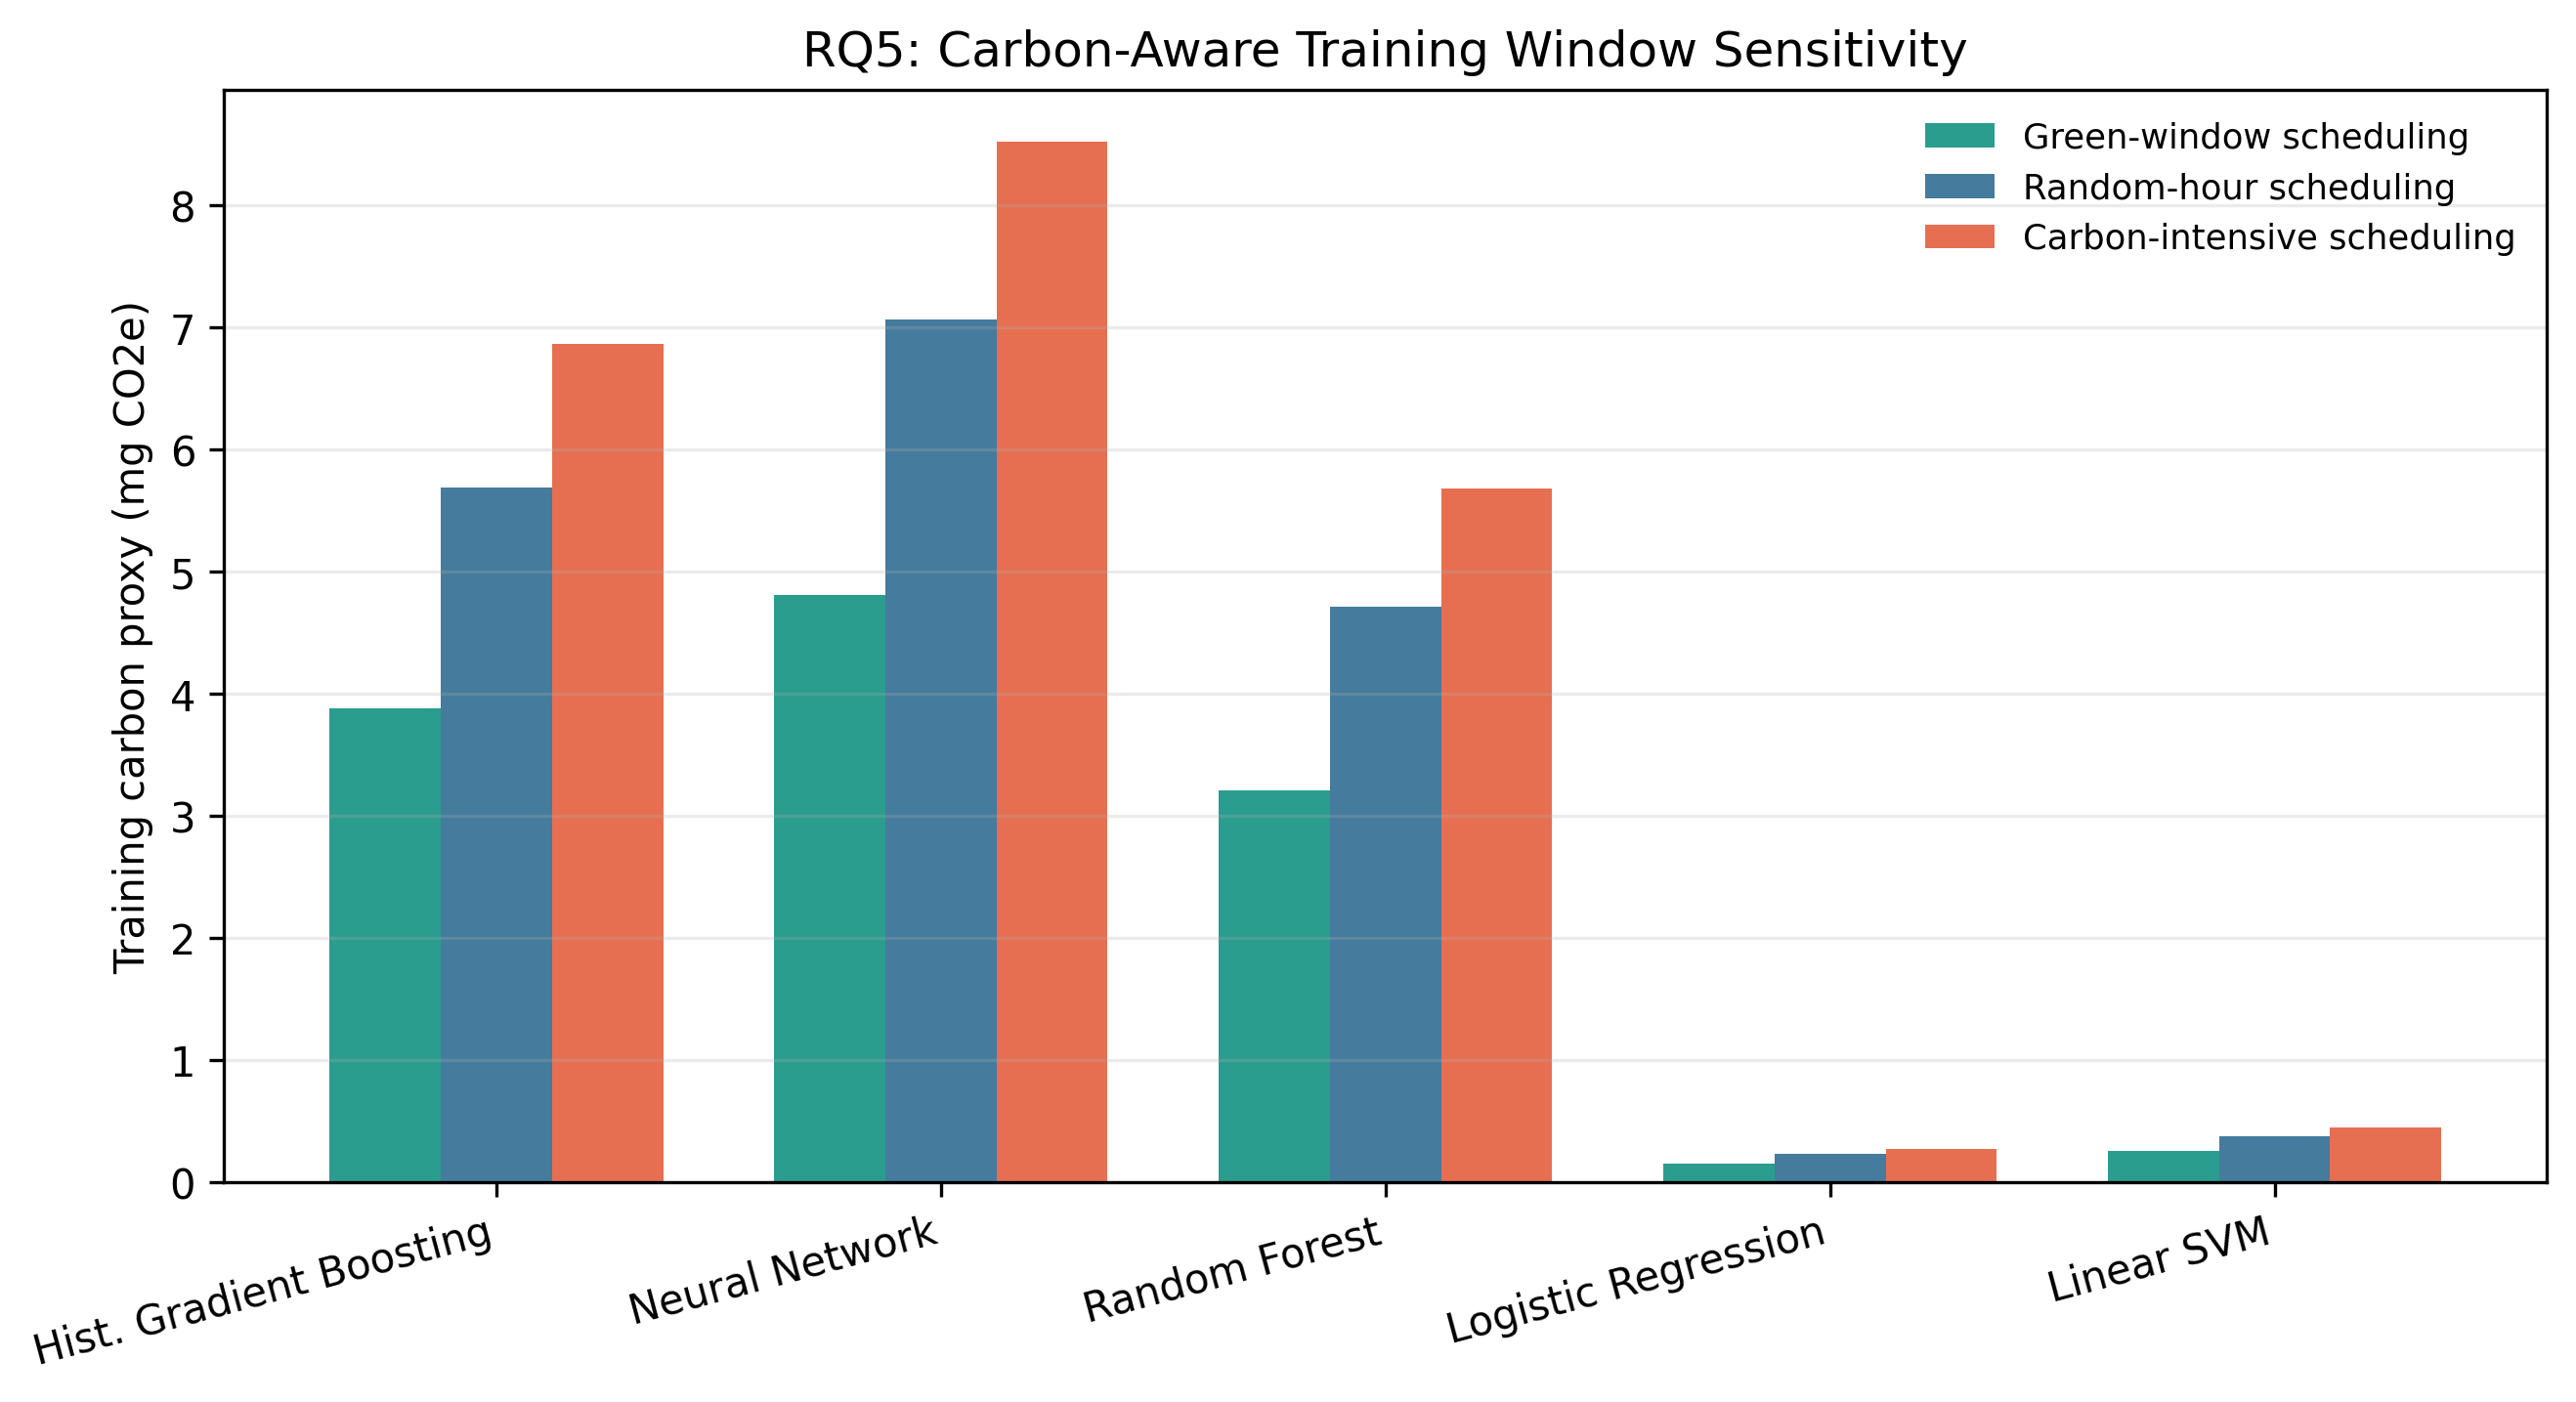 RQ5: Carbon-Aware Training Window Sensitivity
Green-window scheduling
Random-hour scheduling
Carbon-intensive scheduling
Training carbon proxy (mg CO2e)
8
7
6
5
4
3
2
1
0
Hist. Gradient Boosting
Neural Network
Random Forest
Logistic Regression
Linear SVM